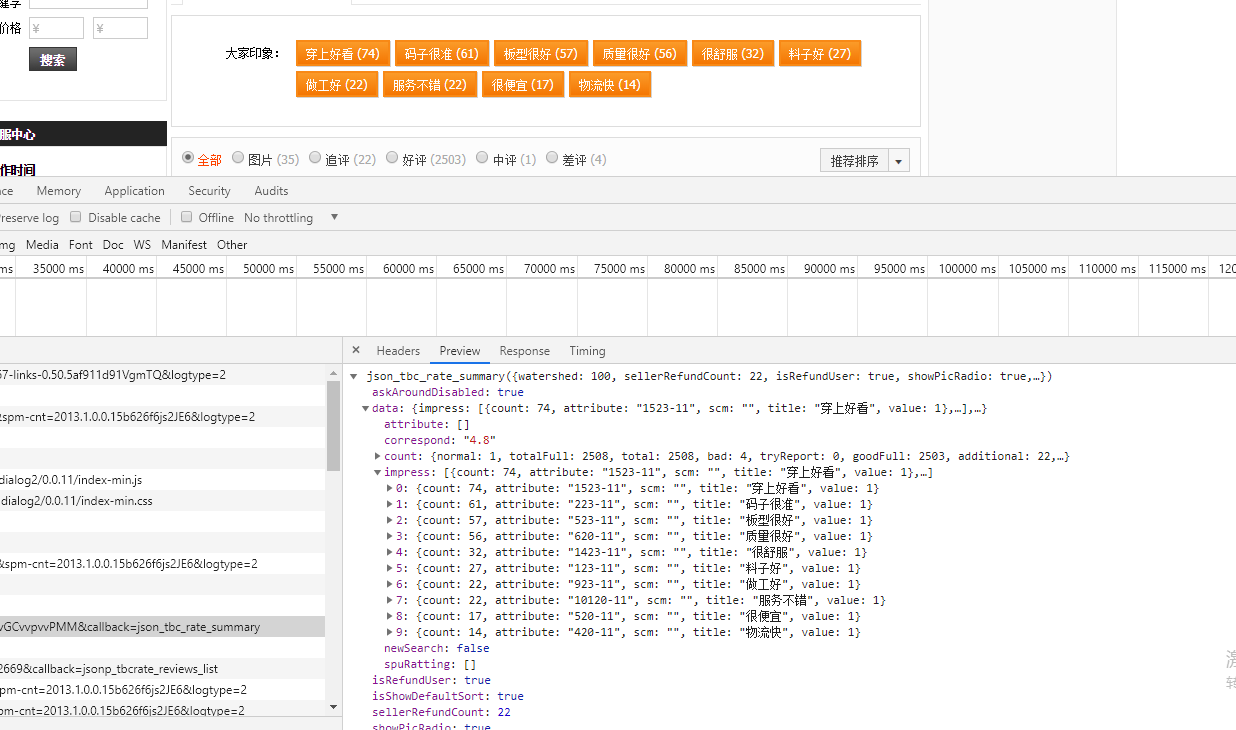 键字
价格 ¥ ¥
搜索
大家印象： 穿上好看 (74) 码子很准 (61) 板型很好 (57) 质量很好 (56) 很舒服 (32) 料子好 (27)
做工好 (22) 服务不错 (22) 很便宜 (17) 物流快 (14)
服中心
作时间
全部 图片 (35) 追评 (22) 好评 (2503) 中评 (1) 差评 (4) 推荐排序
nce Memory Application Security Audits
Preserve log Disable cache Offline No throttling
mg Media Font Doc WS Manifest Other
ms 35000 ms 40000 ms 45000 ms 50000 ms 55000 ms 60000 ms 65000 ms 70000 ms 75000 ms 80000 ms 85000 ms 90000 ms 95000 ms 100000 ms 105000 ms 110000 ms 115000 ms 120
× Headers Preview Response Timing
57-links-0.50.5af911d91VgmTQ&logtype=2
&spm-cnt=2013.1.0.0.15b626f6js2JE6&logtype=2
dialog2/0.0.11/index-min.js
dialog2/0.0.11/index-min.css
&spm-cnt=2013.1.0.0.15b626f6js2JE6&logtype=2
vGCvvpvvPMM&callback=json_tbc_rate_summary
2669&callback=jsonp_tbcrate_reviews_list
pm-cnt=2013.1.0.0.15b626f6js2JE6&logtype=2
pm-cnt=2013.1.0.0.15b626f6js2JE6&logtype=2
json_tbc_rate_summary({watershed: 100, sellerRefundCount: 22, isRefundUser: true, showPicRadio: true,…})
askAroundDisabled: true
data: {impress: [{count: 74, attribute: "1523-11", scm: "", title: "穿上好看", value: 1},…],…}
attribute: []
correspond: "4.8"
count: {normal: 1, totalFull: 2508, total: 2508, bad: 4, tryReport: 0, goodFull: 2503, additional: 22,…}
impress: [{count: 74, attribute: "1523-11", scm: "", title: "穿上好看", value: 1},…]
0: {count: 74, attribute: "1523-11", scm: "", title: "穿上好看", value: 1}
1: {count: 61, attribute: "223-11", scm: "", title: "码子很准", value: 1}
2: {count: 57, attribute: "523-11", scm: "", title: "板型很好", value: 1}
3: {count: 56, attribute: "620-11", scm: "", title: "质量很好", value: 1}
4: {count: 32, attribute: "1423-11", scm: "", title: "很舒服", value: 1}
5: {count: 27, attribute: "123-11", scm: "", title: "料子好", value: 1}
6: {count: 22, attribute: "923-11", scm: "", title: "做工好", value: 1}
7: {count: 22, attribute: "10120-11", scm: "", title: "服务不错", value: 1}
8: {count: 17, attribute: "520-11", scm: "", title: "很便宜", value: 1}
9: {count: 14, attribute: "420-11", scm: "", title: "物流快", value: 1}
newSearch: false
spuRatting: []
isRefundUser: true
isShowDefaultSort: true
sellerRefundCount: 22
showPicRadio: true
转